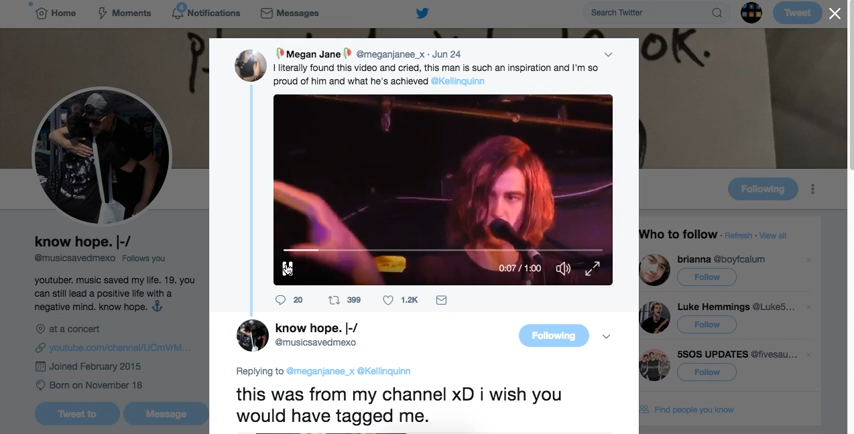 Home
Moments
4
Notifications
Messages
Search Twitter
Tweet
ok.
know hope. |-/
@musicsavedmexo Follows you
youtuber. music saved my life. 19. you
can still lead a positive life with a
negative mind. know hope. ⚓
at a concert
youtube.com/channel/UCmWrM...
Joined February 2015
Born on November 18
Tweet to
Message
Megan Jane @meganjanee_x · Jun 24
I literally found this video and cried, this man is such an inspiration and I'm so
proud of him and what he's achieved @Kellinquinn
0:07 / 1:00
20
399
1.2K
know hope. |-/
@musicsavedmexo
Following
Replying to @meganjanee_x @Kellinquinn
this was from my channel xD i wish you
would have tagged me.
Following
Who to follow · Refresh · View all
brianna @boyfcalum
Follow
Luke Hemmings @Luke5...
Follow
5SOS UPDATES @fivesau...
Follow
Find people you know